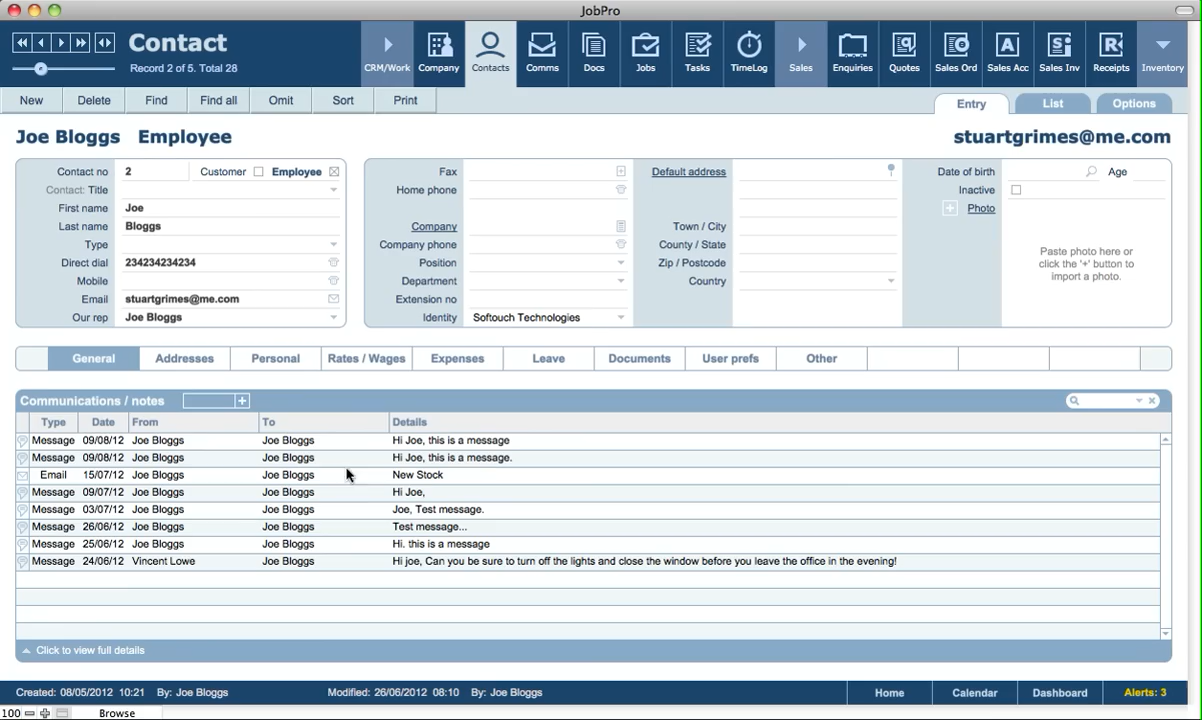 JobPro
Contact
Record 2 of 5. Total 28
CRM/Work Company Contacts Comms Docs Jobs Tasks TimeLog Sales Enquiries Quotes Sales Ord Sales Acc Sales Inv Receipts Inventory
New Delete Find Find all Omit Sort Print
Entry List Options
Joe Bloggs Employee
stuartgrimes@me.com
Contact no 2 Customer Employee
Contact: Title
First name Joe
Last name Bloggs
Type
Direct dial 234234234234
Mobile
Email stuartgrimes@me.com
Our rep Joe Bloggs
Fax
Home phone
Company
Company phone
Position
Department
Extension no
Identity Softouch Technologies
Default address
Town / City
County / State
Zip / Postcode
Country
Date of birth Age
Inactive
Photo
Paste photo here or
click the '+' button to
import a photo.
General Addresses Personal Rates / Wages Expenses Leave Documents User prefs Other
Communications / notes
Type Date From To Details
Message 09/08/12 Joe Bloggs Joe Bloggs Hi Joe, this is a message
Message 09/08/12 Joe Bloggs Joe Bloggs Hi Joe, this is a message.
Email 15/07/12 Joe Bloggs Joe Bloggs New Stock
Message 09/07/12 Joe Bloggs Joe Bloggs Hi Joe,
Message 03/07/12 Joe Bloggs Joe Bloggs Joe, Test message.
Message 26/06/12 Joe Bloggs Joe Bloggs Test message...
Message 25/06/12 Joe Bloggs Joe Bloggs Hi. this is a message
Message 24/06/12 Vincent Lowe Joe Bloggs Hi joe, Can you be sure to turn off the lights and close the window before you leave the office in the evening!
Click to view full details
Created: 08/05/2012 10:21 By: Joe Bloggs Modified: 26/06/2012 08:10 By: Joe Bloggs Home Calendar Dashboard Alerts: 3
100 Browse